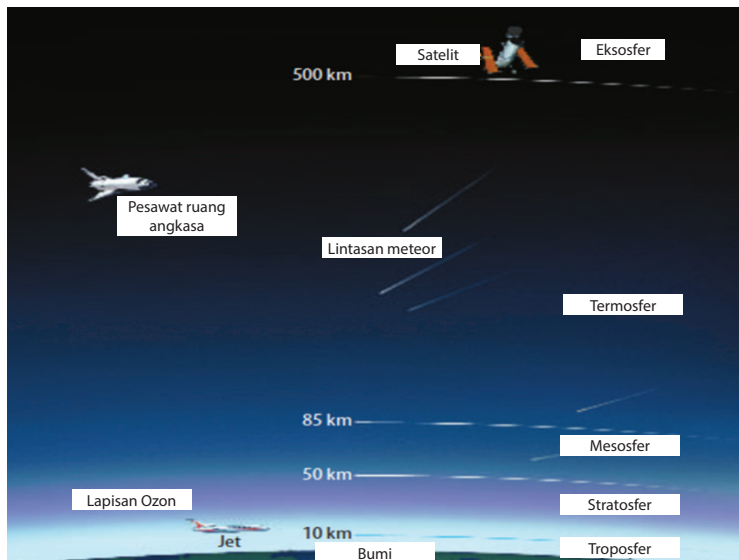 Satelit
Eksosfer
500 km
Pesawat ruang
angkasa
Lintasan meteor
Termosfer
85 km
Mesosfer
50 km
Lapisan Ozon
Stratosfer
Jet
10 km
Troposfer
Bumi